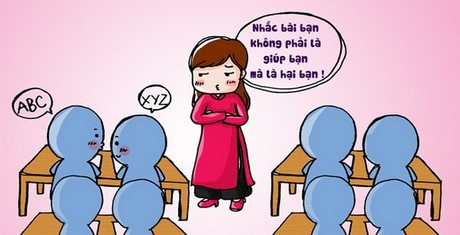 Nhắc bài bạn
không phải là
giúp bạn
mà là hại bạn !
ABC
XYZ